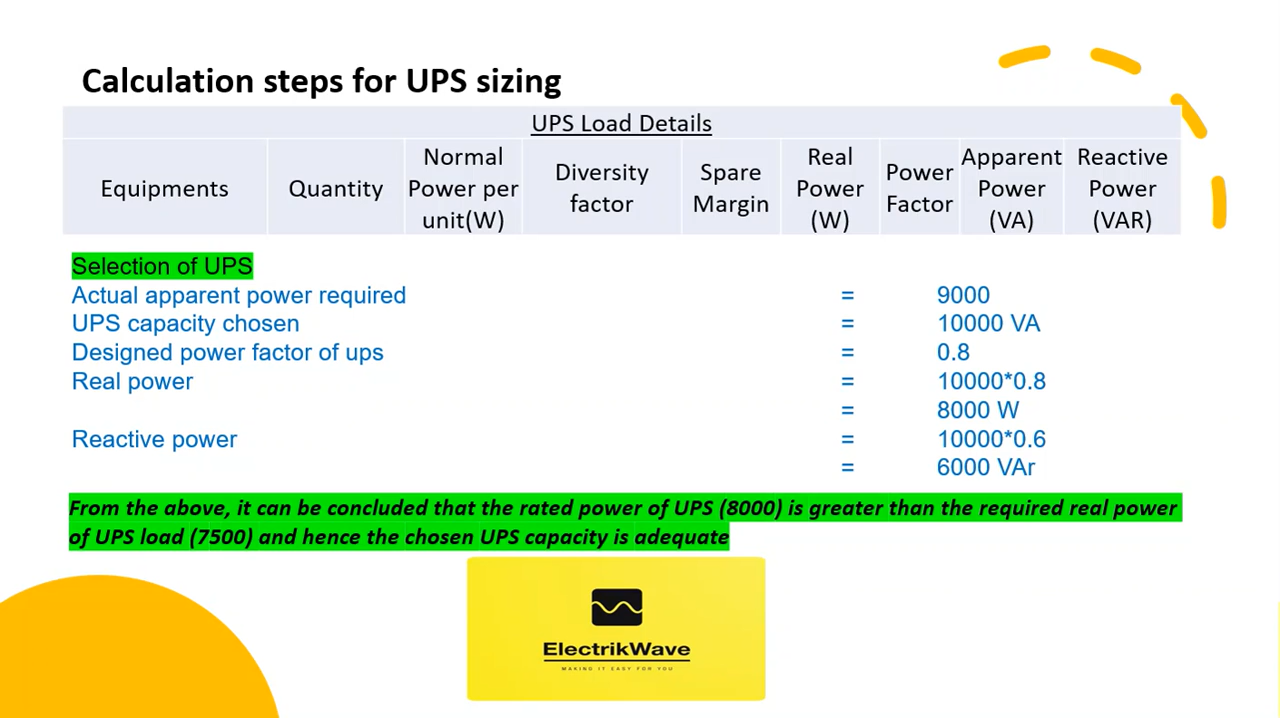 Calculation steps for UPS sizing
UPS Load Details
Equipments Quantity Normal Power per unit(W) Diversity factor Spare Margin Real Power (W) Power Factor Apparent Power (VA) Reactive Power (VAR)
Selection of UPS
Actual apparent power required = 9000
UPS capacity chosen = 10000 VA
Designed power factor of ups = 0.8
Real power = 10000*0.8
= 8000 W
Reactive power = 10000*0.6
= 6000 VAr
From the above, it can be concluded that the rated power of UPS (8000) is greater than the required real power
of UPS load (7500) and hence the chosen UPS capacity is adequate
ElectrikWave
MAKING IT EASY FOR YOU